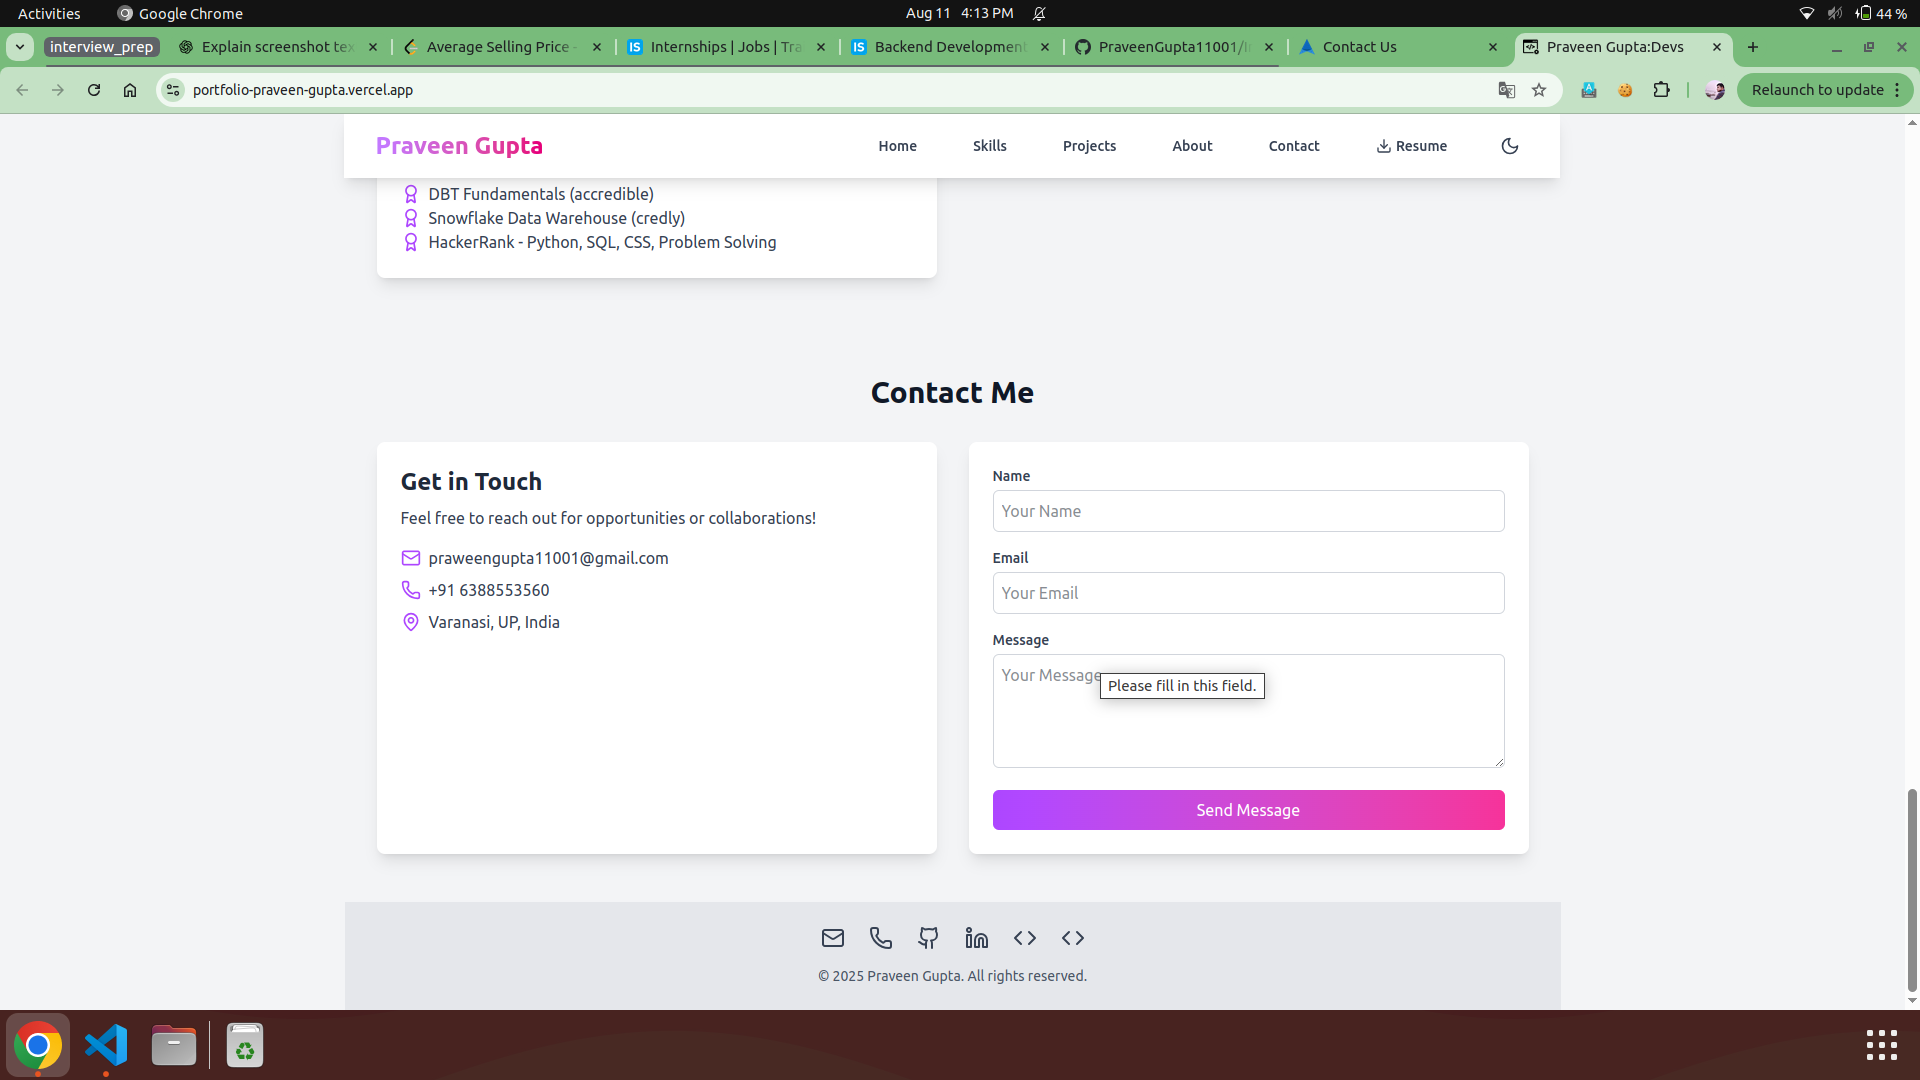 Activities Google Chrome Aug 11 4:13 PM 44 %
interview_prep Explain screenshot tex Average Selling Price - Internships | Jobs | Tra Backend Development PraveenGupta11001/I Contact Us Praveen Gupta:Devs
portfolio-praveen-gupta.vercel.app Relaunch to update
Praveen Gupta Home Skills Projects About Contact Resume
DBT Fundamentals (accredible)
Snowflake Data Warehouse (credly)
HackerRank - Python, SQL, CSS, Problem Solving
Contact Me
Get in Touch
Feel free to reach out for opportunities or collaborations!
praweengupta11001@gmail.com
+91 6388553560
Varanasi, UP, India
Name
Your Name
Email
Your Email
Message
Your Message
Please fill in this field.
Send Message
© 2025 Praveen Gupta. All rights reserved.